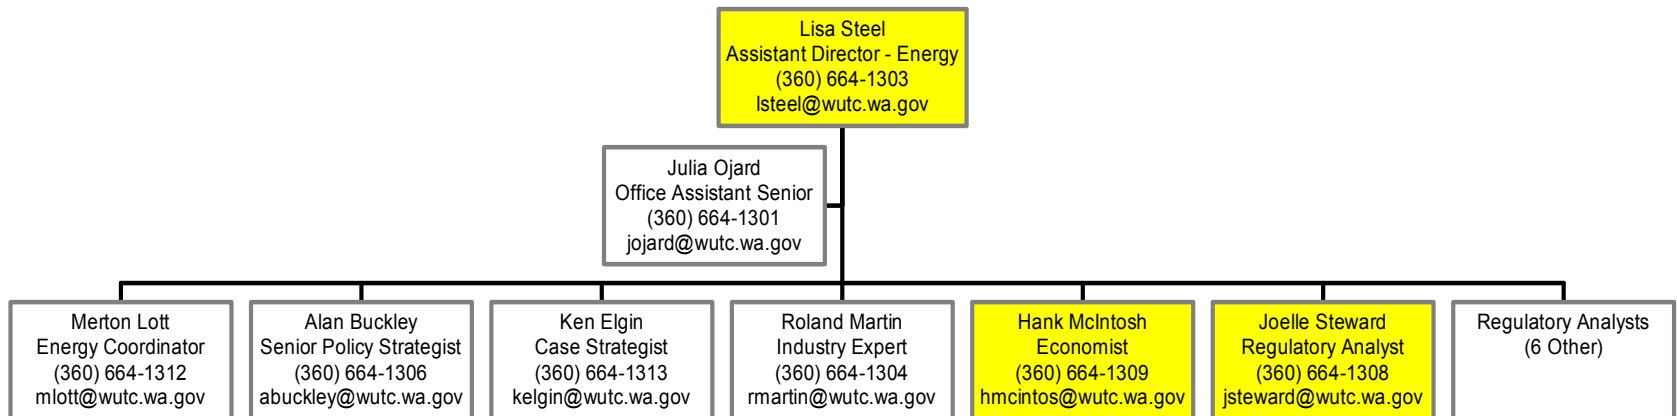 Lisa Steel
Assistant Director - Energy
(360) 664-1303
lsteel@wutc.wa.gov
Julia Ojard
Office Assistant Senior
(360) 664-1301
jojard@wutc.wa.gov
Merton Lott
Energy Coordinator
(360) 664-1312
mlott@wutc.wa.gov
Alan Buckley
Senior Policy Strategist
(360) 664-1306
abuckley@wutc.wa.gov
Ken Elgin
Case Strategist
(360) 664-1313
kelgin@wutc.wa.gov
Roland Martin
Industry Expert
(360) 664-1304
rmartin@wutc.wa.gov
Hank McIntosh
Economist
(360) 664-1309
hmcintos@wutc.wa.gov
Joelle Steward
Regulatory Analyst
(360) 664-1308
jsteward@wutc.wa.gov
Regulatory Analysts
(6 Other)